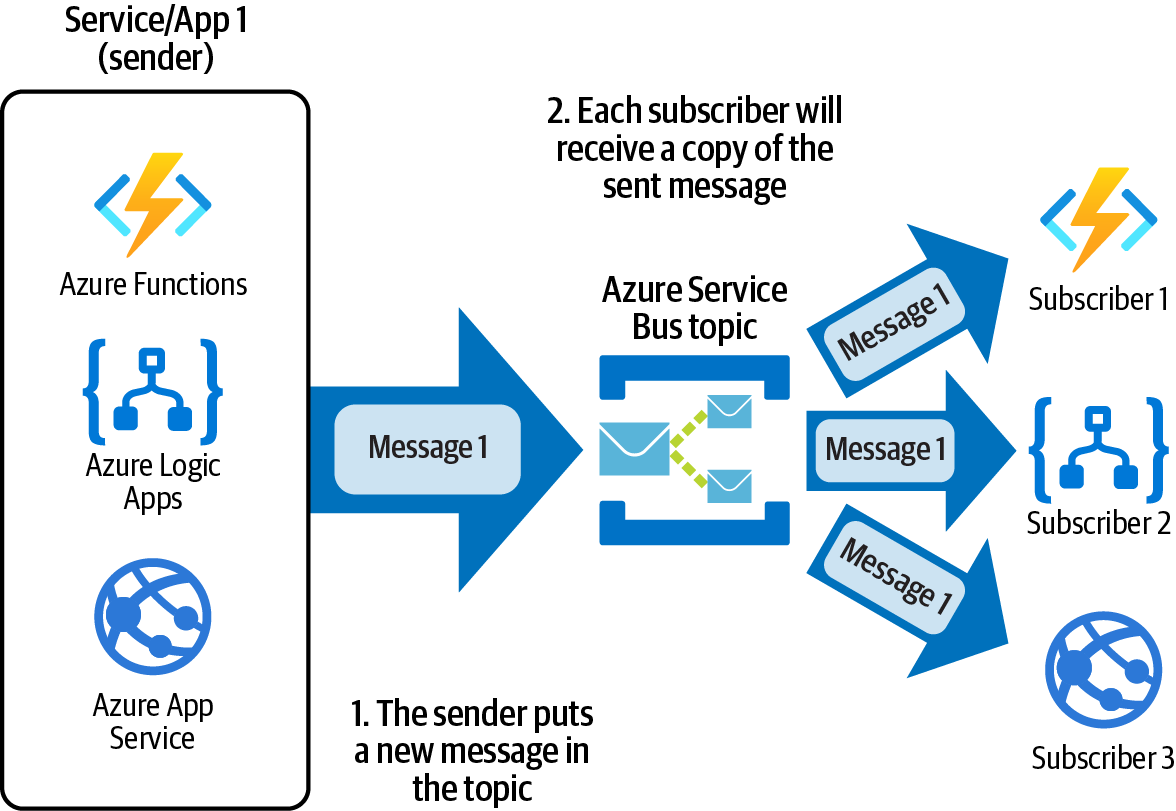 Service/App 1
(sender)
Azure Functions
Azure Logic
Apps
Azure App
Service
Message 1
1. The sender puts
a new message in
the topic
Azure Service
Bus topic
2. Each subscriber will
receive a copy of the
sent message
Message 1
Message 1
Message 1
Subscriber 1
Subscriber 2
Subscriber 3